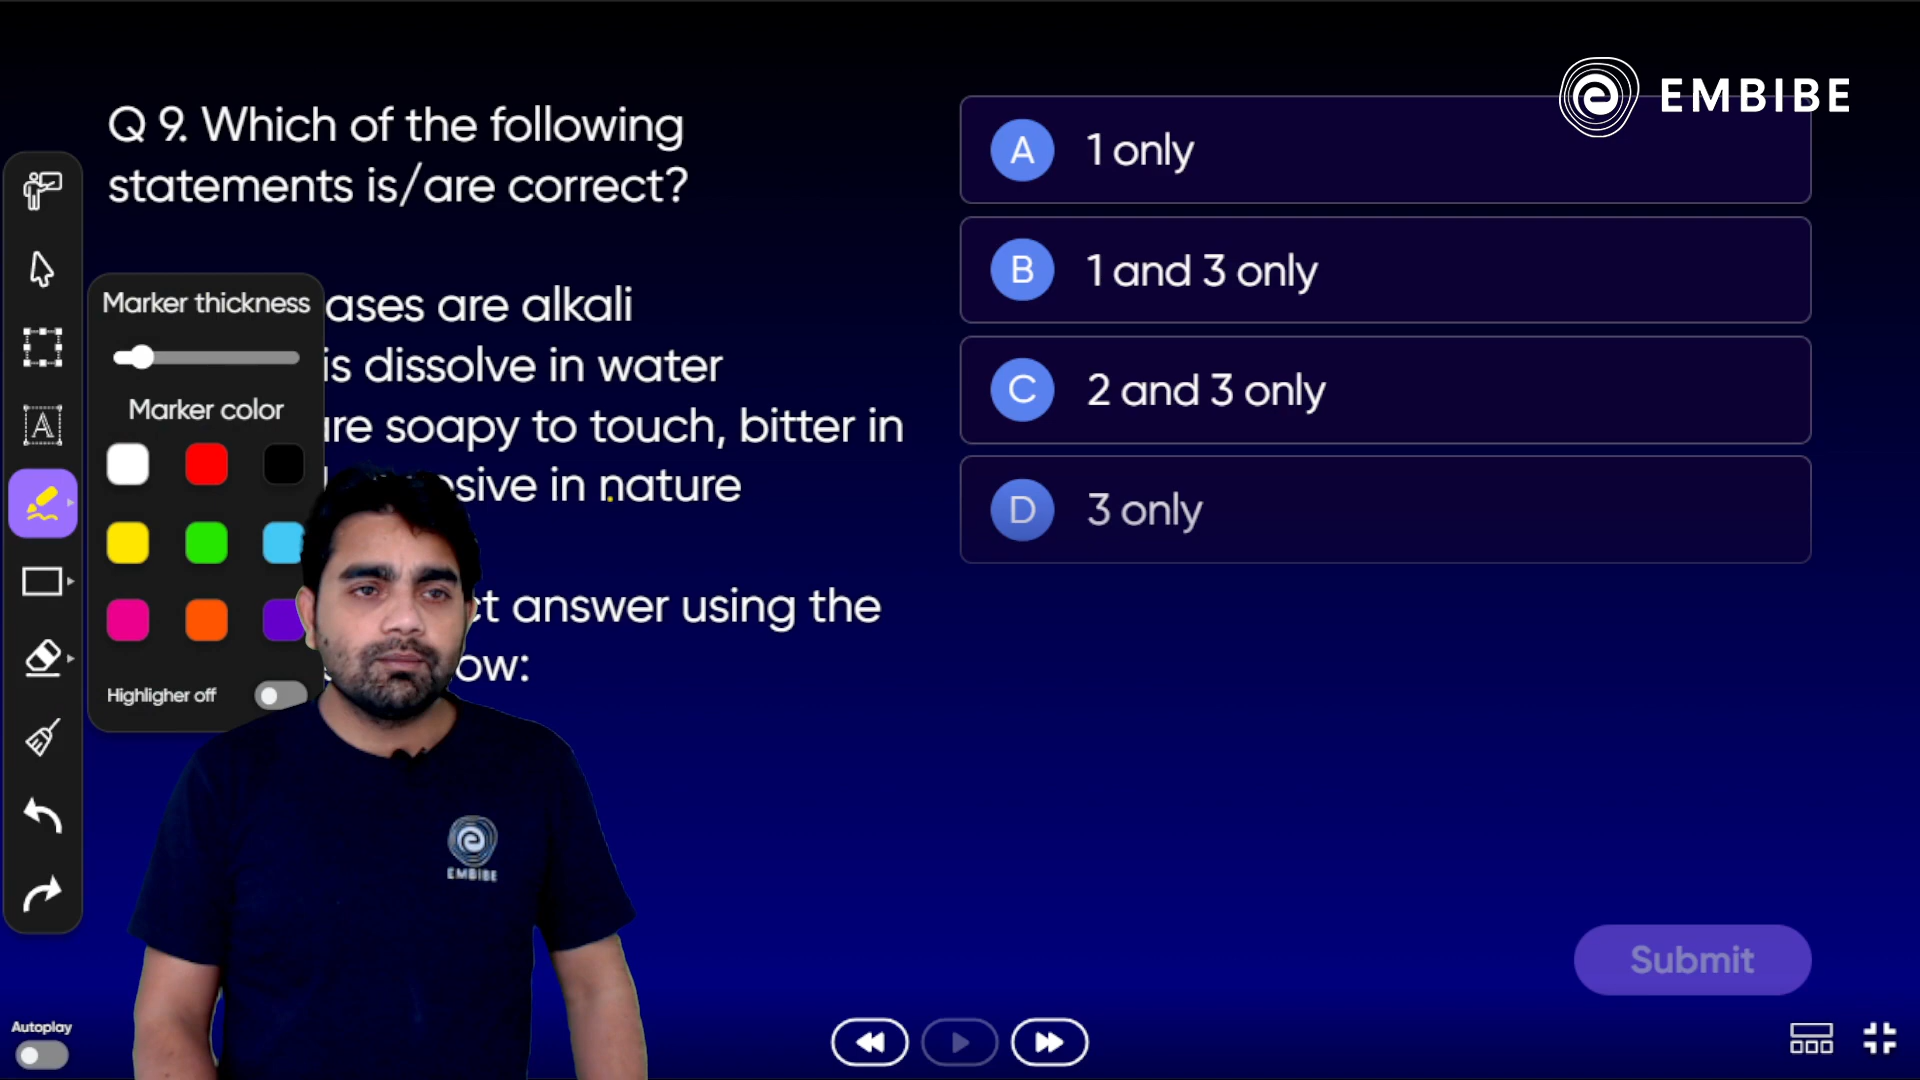 EMBIBE
Q 9. Which of the following
statements is/are correct?
ases are alkali
is dissolve in water
are soapy to touch, bitter in
sive in nature
ct answer using the
ow:
A 1 only
B 1 and 3 only
C 2 and 3 only
D 3 only
Marker thickness
Marker color
Highligher off
A
EMBIBE
Submit
Autoplay